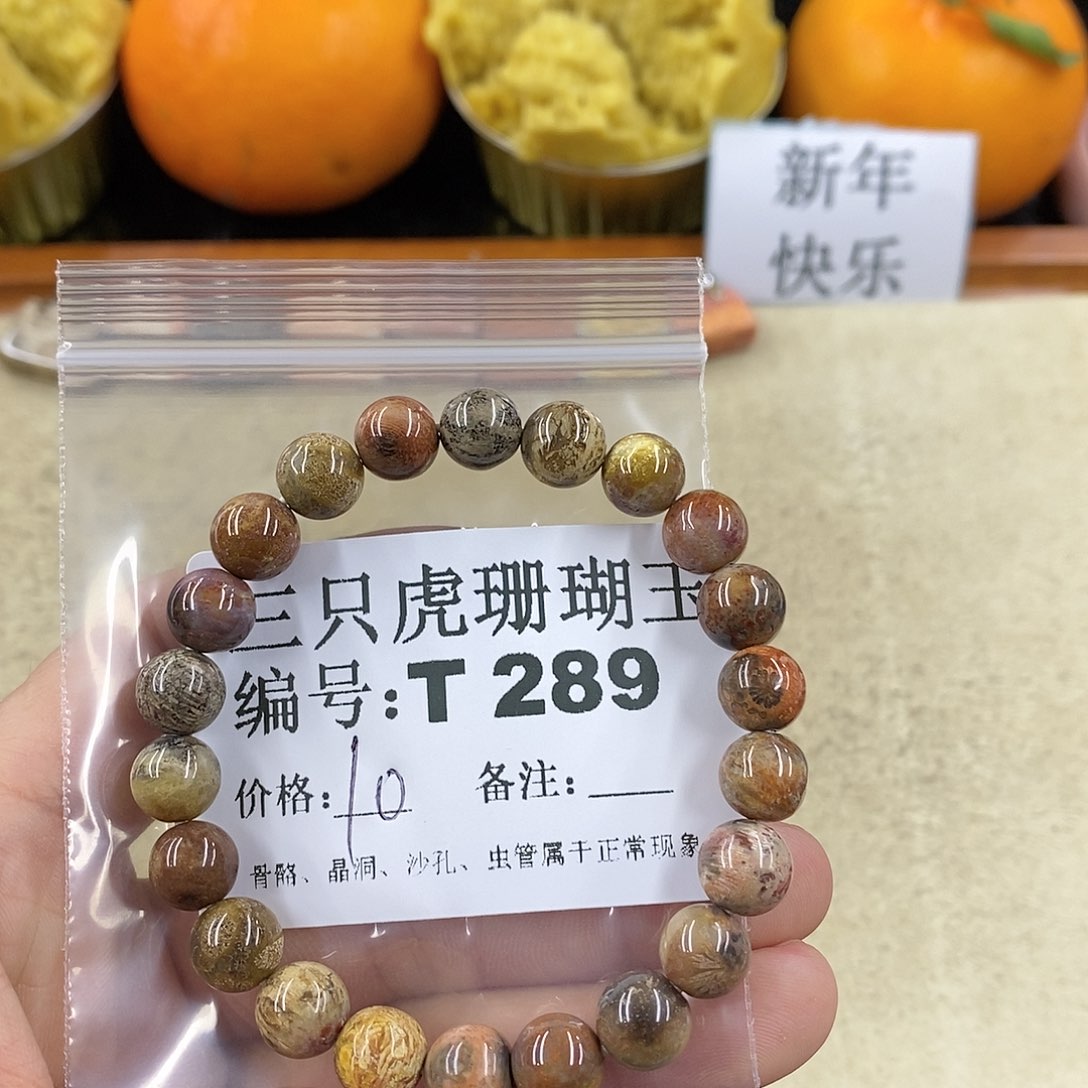 新年
快乐
三只虎珊瑚玉
编号:T 289
价格:10 备注:____
骨骼、晶洞、沙孔、虫管属于正常现象